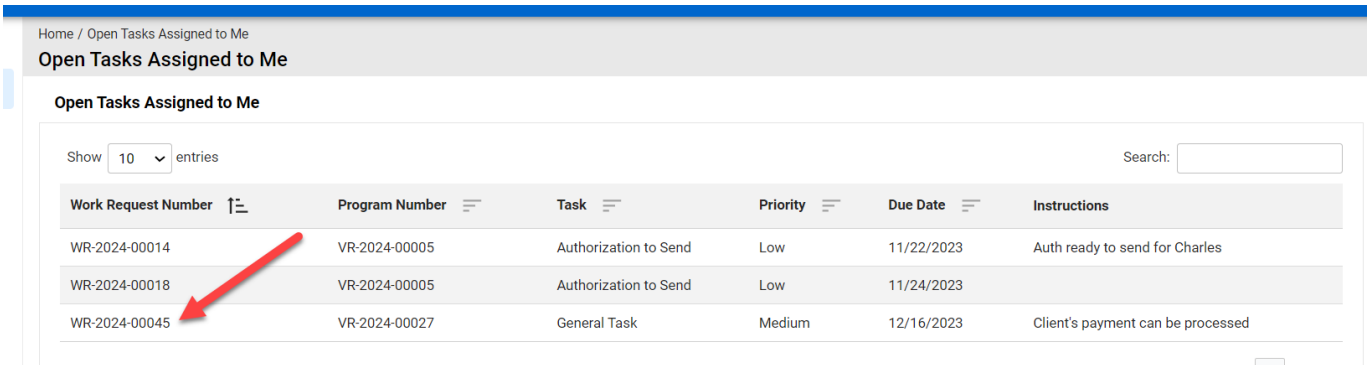 Home / Open Tasks Assigned to Me
Open Tasks Assigned to Me
Open Tasks Assigned to Me
Show 10 entries Search:
Work Request Number Program Number Task Priority Due Date Instructions
WR-2024-00014 VR-2024-00005 Authorization to Send Low 11/22/2023 Auth ready to send for Charles
WR-2024-00018 VR-2024-00005 Authorization to Send Low 11/24/2023
WR-2024-00045 VR-2024-00027 General Task Medium 12/16/2023 Client's payment can be processed